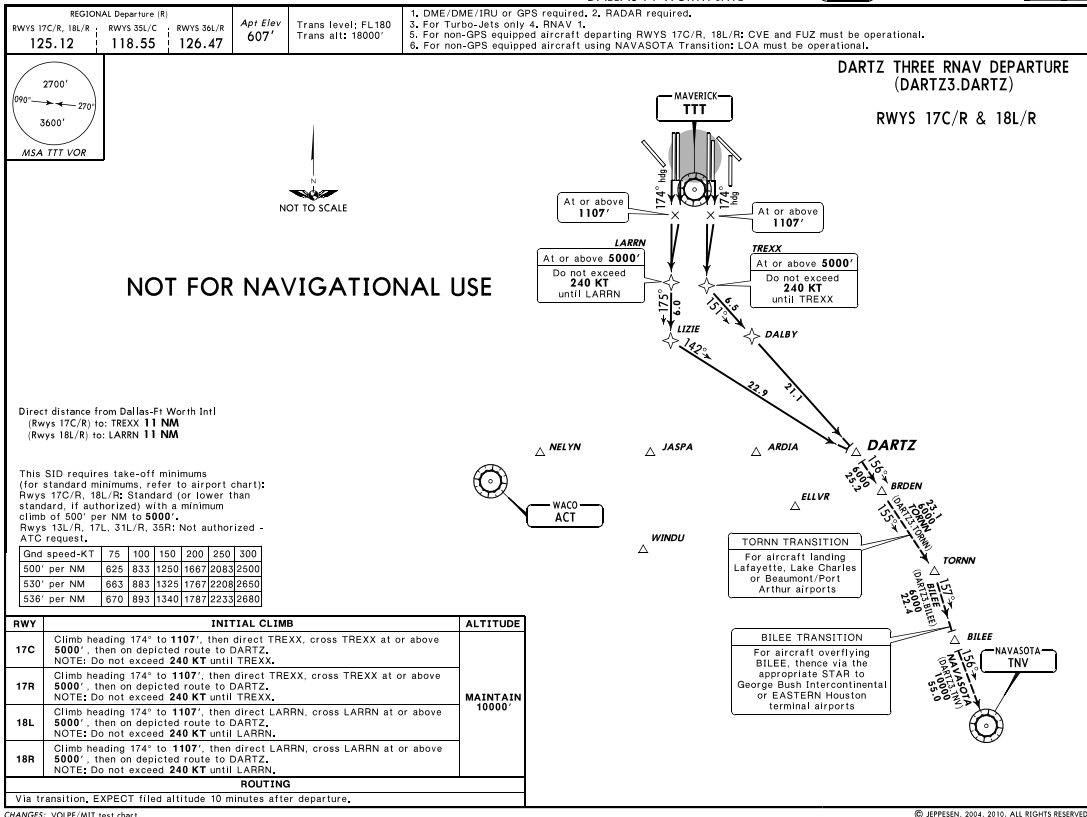 REGIONAL Departure (R)
RWYS 17C/R, 18L/R
125.12
RWYS 35L/C
118.55
RWYS 36L/R
126.47
Apt Elev
607'
Trans level: FL180
Trans alt: 18000'
1. DME/DME/IRU or GPS required. 2. RADAR required.
3. For Turbo-Jets only 4. RNAV 1.
5. For non-GPS equipped aircraft departing RWYS 17C/R, 18L/R: CVE and FUZ must be operational.
6. For non-GPS equipped aircraft using NAVASOTA Transition: LOA must be operational.
2700'
090°
270°
3600'
MSA TTT VOR
DARTZ THREE RNAV DEPARTURE
(DARTZ3.DARTZ)
RWYS 17C/R & 18L/R
N
NOT TO SCALE
MAVERICK
TTT
174° hdg
174° hdg
At or above
1107'
At or above
1107'
LARRN
At or above 5000'
Do not exceed
240 KT
until LARRN
TREXX
At or above 5000'
Do not exceed
240 KT
until TREXX
NOT FOR NAVIGATIONAL USE
175°
6.0
151°
6.5
LIZIE
DALBY
142°
22.9
21.1
Direct distance from Dallas-Ft Worth Intl
(Rwys 17C/R) to: TREXX 11 NM
(Rwys 18L/R) to: LARRN 11 NM
NELYN
JASPA
ARDIA
DARTZ
WACO
ACT
ELLVR
WINDU
156°
6000
25.2
BRDEN
155°
23.1
6000
TORNN
(DARTZ3.TORNN)
TORNN
157°
BILEE
(DARTZ3.BILEE)
6000
22.4
BILEE
156°
NAVASOTA
(DARTZ3.TNV)
10000
55.0
NAVASOTA
TNV
TORNN TRANSITION
For aircraft landing
Lafayette, Lake Charles
or Beaumont/Port
Arthur airports
BILEE TRANSITION
For aircraft overflying
BILEE, thence via the
appropriate STAR to
George Bush Intercontinental
or EASTERN Houston
terminal airports
This SID requires take-off minimums
(for standard minimums, refer to airport chart):
Rwys 17C/R, 18L/R: Standard (or lower than
standard, if authorized) with a minimum
climb of 500' per NM to 5000'.
Rwys 13L/R, 17L, 31L/R, 35R: Not authorized -
ATC request.
Gnd speed-KT 75 100 150 200 250 300
500' per NM 625 833 1250 1667 2083 2500
530' per NM 663 883 1325 1767 2208 2650
536' per NM 670 893 1340 1787 2233 2680
RWY INITIAL CLIMB ALTITUDE
17C
Climb heading 174° to 1107', then direct TREXX, cross TREXX at or above
5000', then on depicted route to DARTZ.
NOTE: Do not exceed 240 KT until TREXX.
17R
Climb heading 174° to 1107', then direct TREXX, cross TREXX at or above
5000', then on depicted route to DARTZ.
NOTE: Do not exceed 240 KT until TREXX.
18L
Climb heading 174° to 1107', then direct LARRN, cross LARRN at or above
5000', then on depicted route to DARTZ.
NOTE: Do not exceed 240 KT until LARRN.
18R
Climb heading 174° to 1107', then direct LARRN, cross LARRN at or above
5000', then on depicted route to DARTZ.
NOTE: Do not exceed 240 KT until LARRN.
MAINTAIN
10000'
ROUTING
Via transition. EXPECT filed altitude 10 minutes after departure.
CHANGES: VOLPE/MIT test chart
© JEPPESEN, 2004, 2010. ALL RIGHTS RESERVED